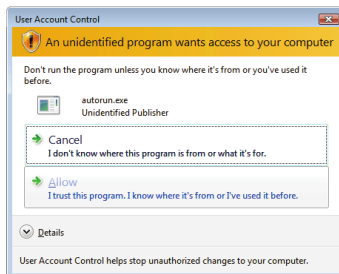 User Account Control
An unidentified program wants access to your computer
Don't run the program unless you know where it's from or you've used it
before.
autorun.exe
Unidentified Publisher
Cancel
I don't know where this program is from or what it's for.
Allow
I trust this program. I know where it's from or I've used it before.
Details
User Account Control helps stop unauthorized changes to your computer.